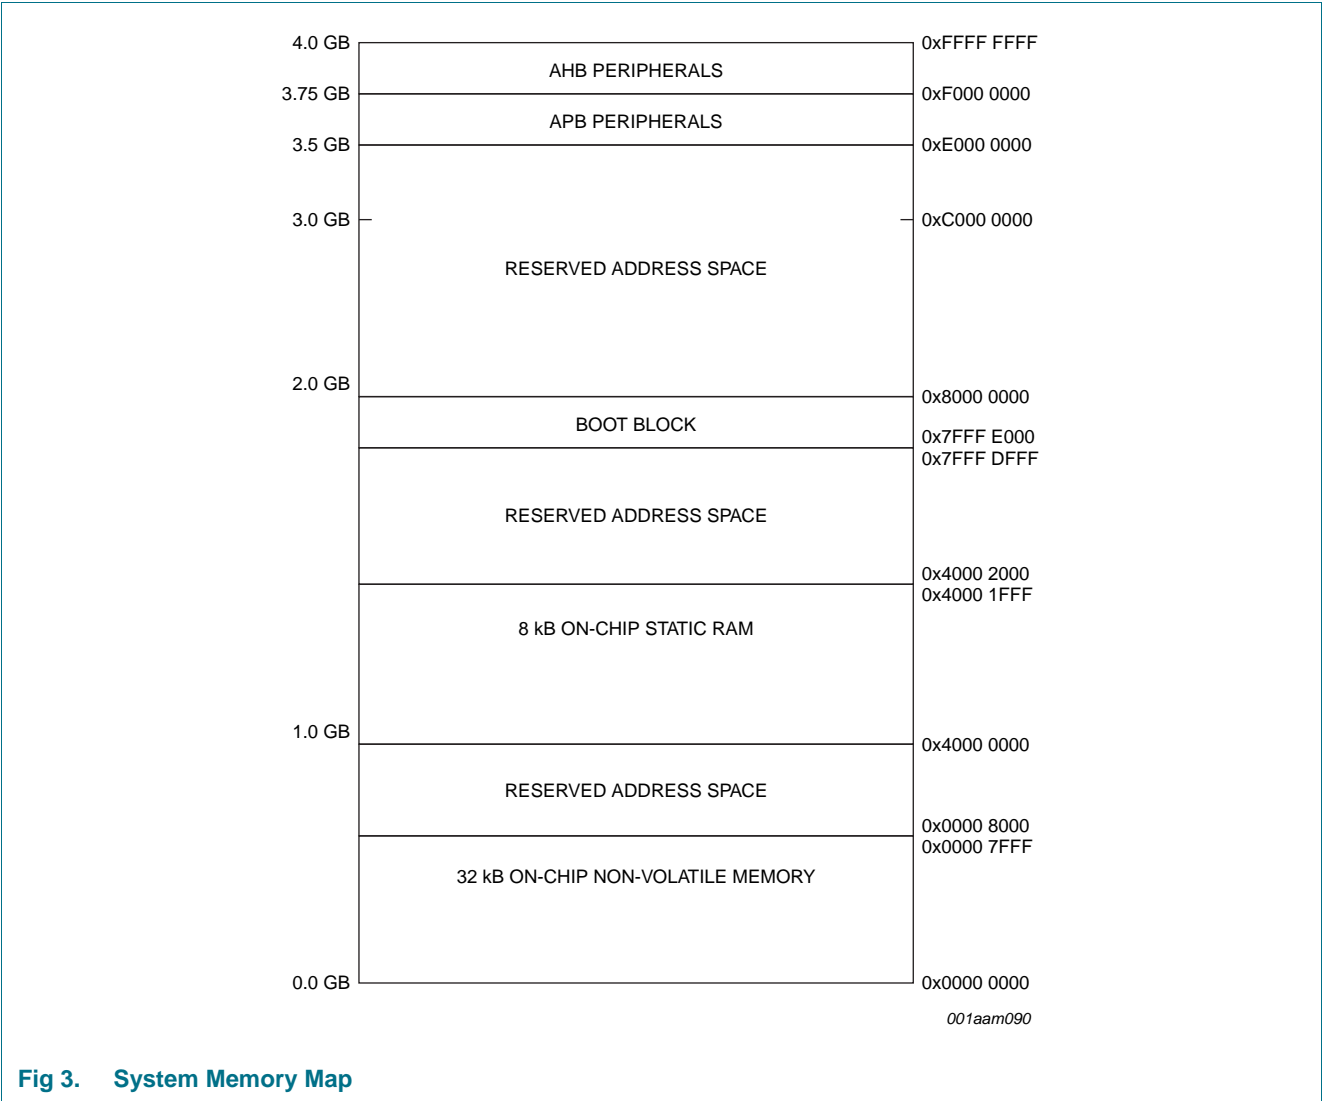 4.0 GB 0xFFFF FFFF
AHB PERIPHERALS
3.75 GB 0xF000 0000
APB PERIPHERALS
3.5 GB 0xE000 0000
3.0 GB 0xC000 0000
RESERVED ADDRESS SPACE
2.0 GB
0x8000 0000
BOOT BLOCK
0x7FFF E000
0x7FFF DFFF
RESERVED ADDRESS SPACE
0x4000 2000
0x4000 1FFF
8 kB ON-CHIP STATIC RAM
1.0 GB
0x4000 0000
RESERVED ADDRESS SPACE
0x0000 8000
0x0000 7FFF
32 kB ON-CHIP NON-VOLATILE MEMORY
0.0 GB 0x0000 0000
001aam090
Fig 3. System Memory Map